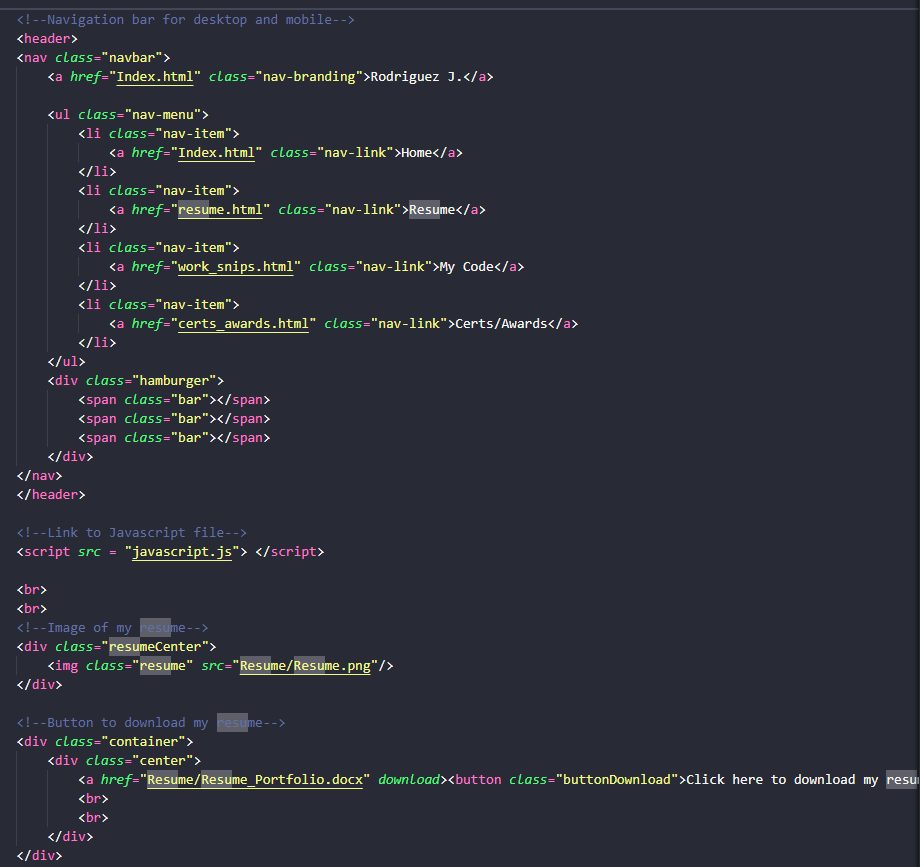 <!--Navigation bar for desktop and mobile-->
<header>
<nav class="navbar">
    <a href="Index.html" class="nav-branding">Rodriguez J.</a>

    <ul class="nav-menu">
        <li class="nav-item">
            <a href="Index.html" class="nav-link">Home</a>
        </li>
        <li class="nav-item">
            <a href="resume.html" class="nav-link">Resume</a>
        </li>
        <li class="nav-item">
            <a href="work_snips.html" class="nav-link">My Code</a>
        </li>
        <li class="nav-item">
            <a href="certs_awards.html" class="nav-link">Certs/Awards</a>
        </li>
    </ul>
    <div class="hamburger">
        <span class="bar"></span>
        <span class="bar"></span>
        <span class="bar"></span>
    </div>
</nav>
</header>

<!--Link to Javascript file-->
<script src = "javascript.js"> </script>

<br>
<br>
<!--Image of my resume-->
<div class="resumeCenter">
    <img class="resume" src="Resume/Resume.png"/>
</div>

<!--Button to download my resume-->
<div class="container">
    <div class="center">
        <a href="Resume/Resume_Portfolio.docx" download><button class="buttonDownload">Click here to download my resu
        <br>
        <br>
    </div>
</div>